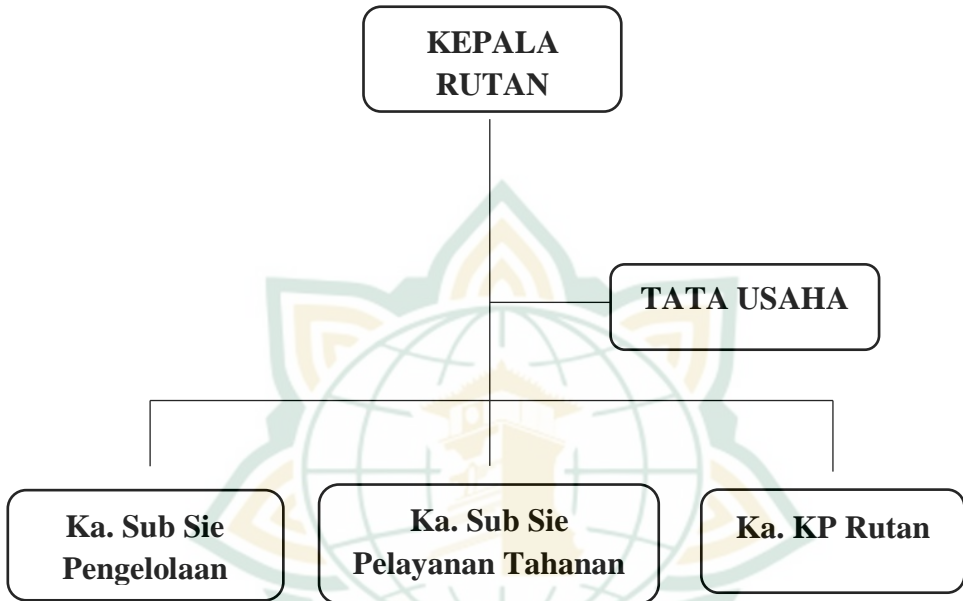 KEPALA
RUTAN
TATA USAHA
Ka. Sub Sie
Pengelolaan
Ka. Sub Sie
Pelayanan Tahanan
Ka. KP Rutan